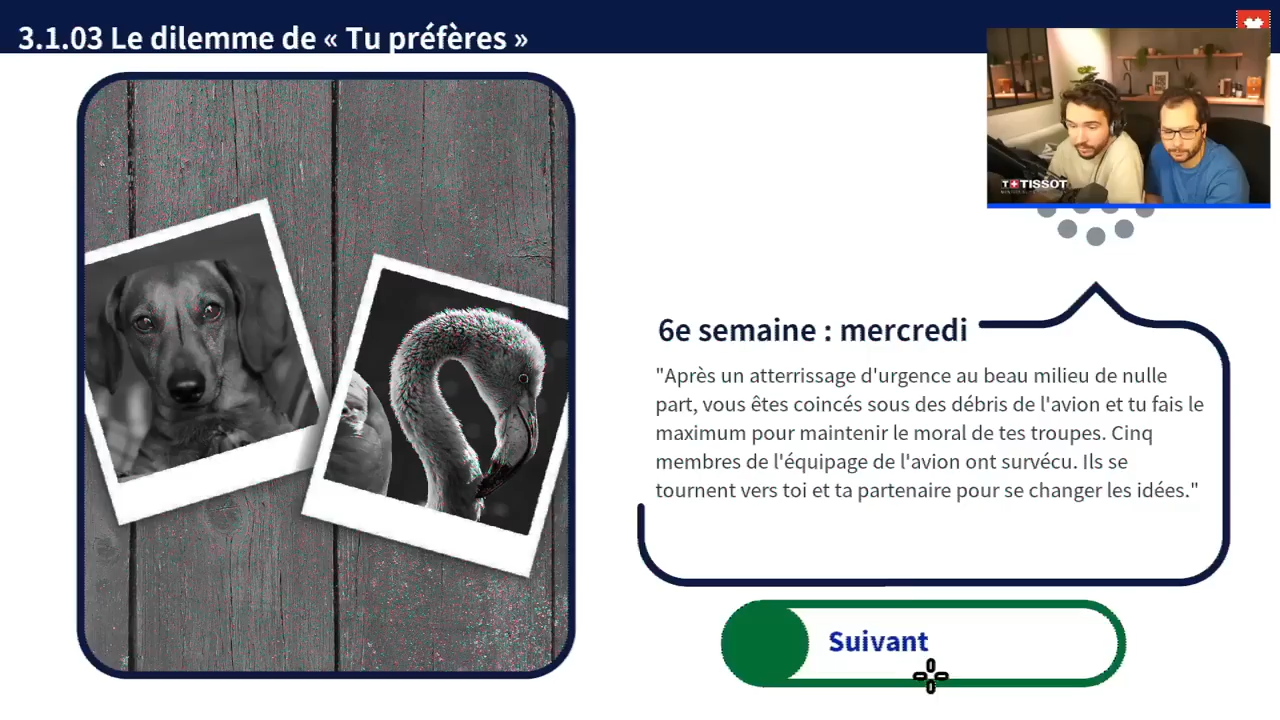 3.1.03 Le dilemme de « Tu préfères »
TISSOT
6e semaine : mercredi
"Après un atterrissage d'urgence au beau milieu de nulle
part, vous êtes coincés sous des débris de l'avion et tu fais le
maximum pour maintenir le moral de tes troupes. Cinq
membres de l'équipage de l'avion ont survécu. Ils se
tournent vers toi et ta partenaire pour se changer les idées."
Suivant